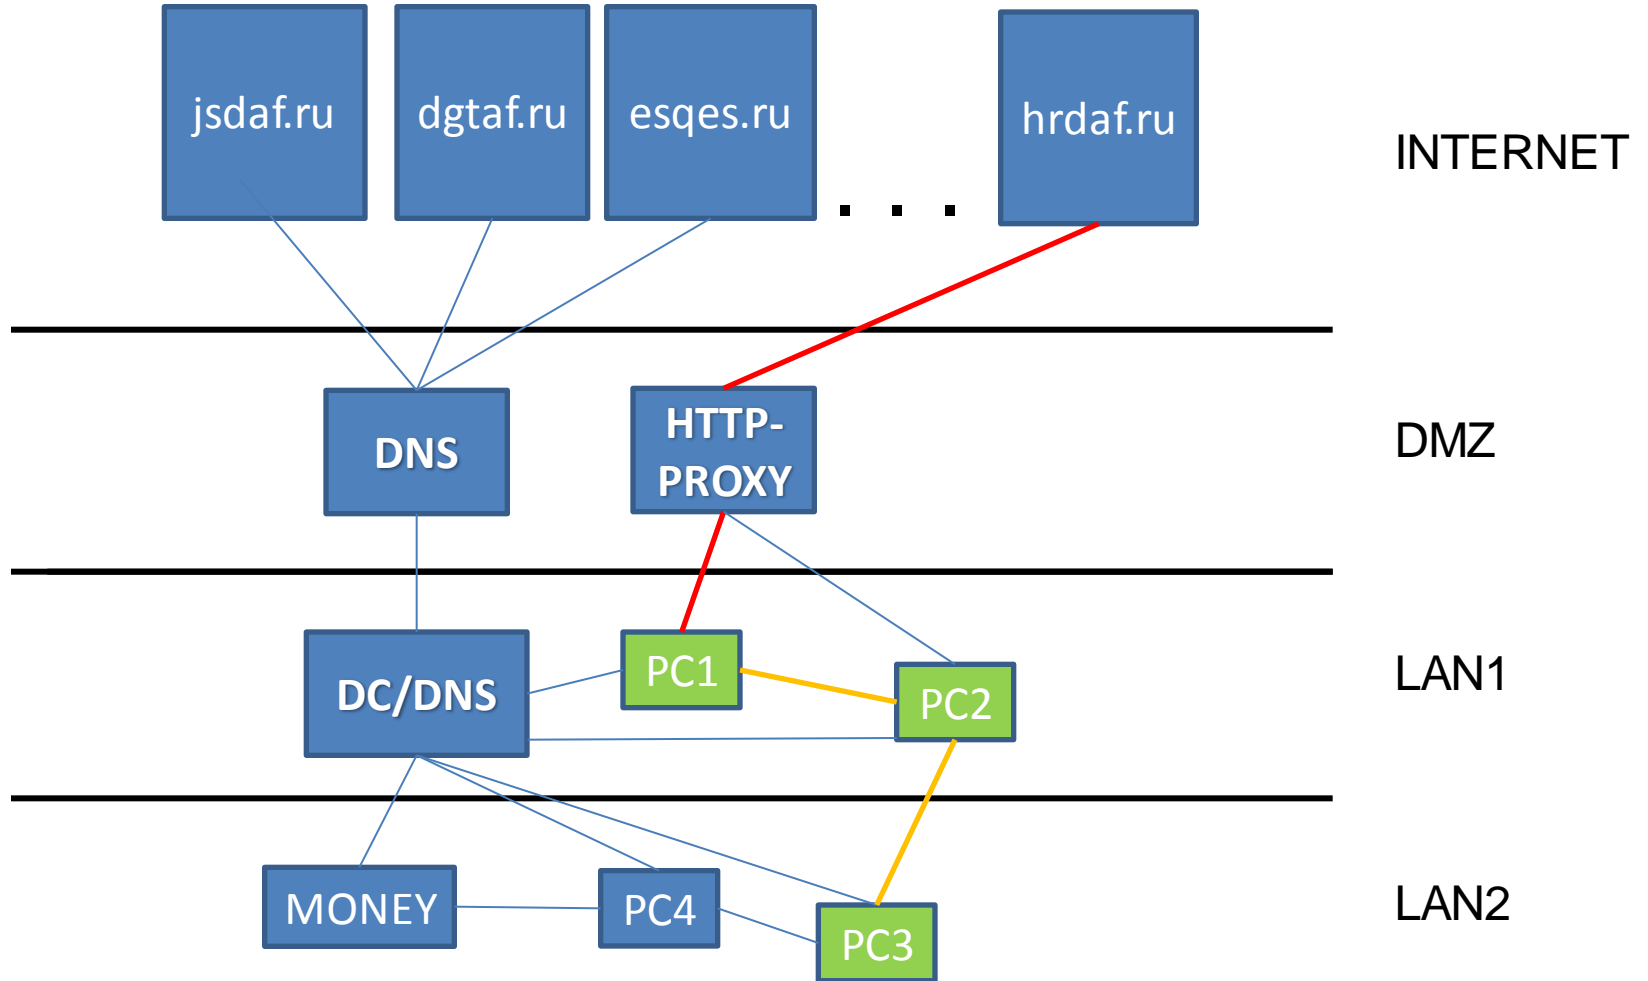 jsdaf.ru
dgtaf.ru
esqes.ru
. . .
hrdaf.ru
INTERNET
DNS
HTTP-
PROXY
DMZ
DC/DNS
PC1
PC2
LAN1
MONEY
PC4
PC3
LAN2